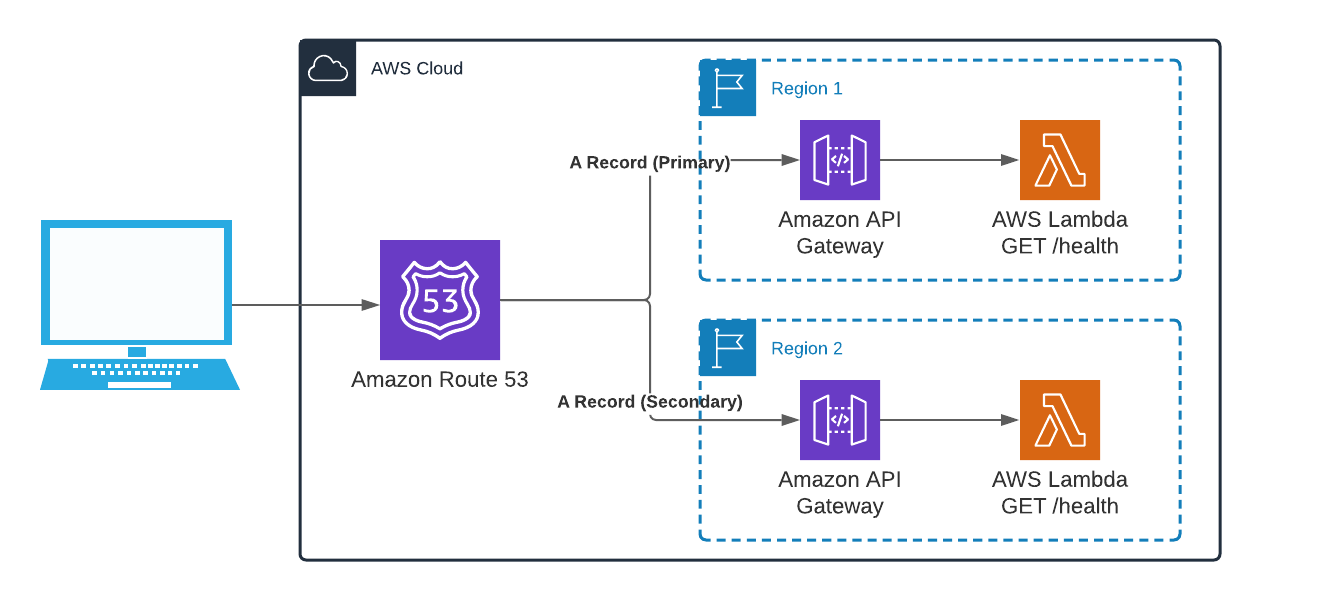 AWS Cloud
Region 1
A Record (Primary)
Amazon API
Gateway
AWS Lambda
GET /health
53
Amazon Route 53
Region 2
A Record (Secondary)
Amazon API
Gateway
AWS Lambda
GET /health